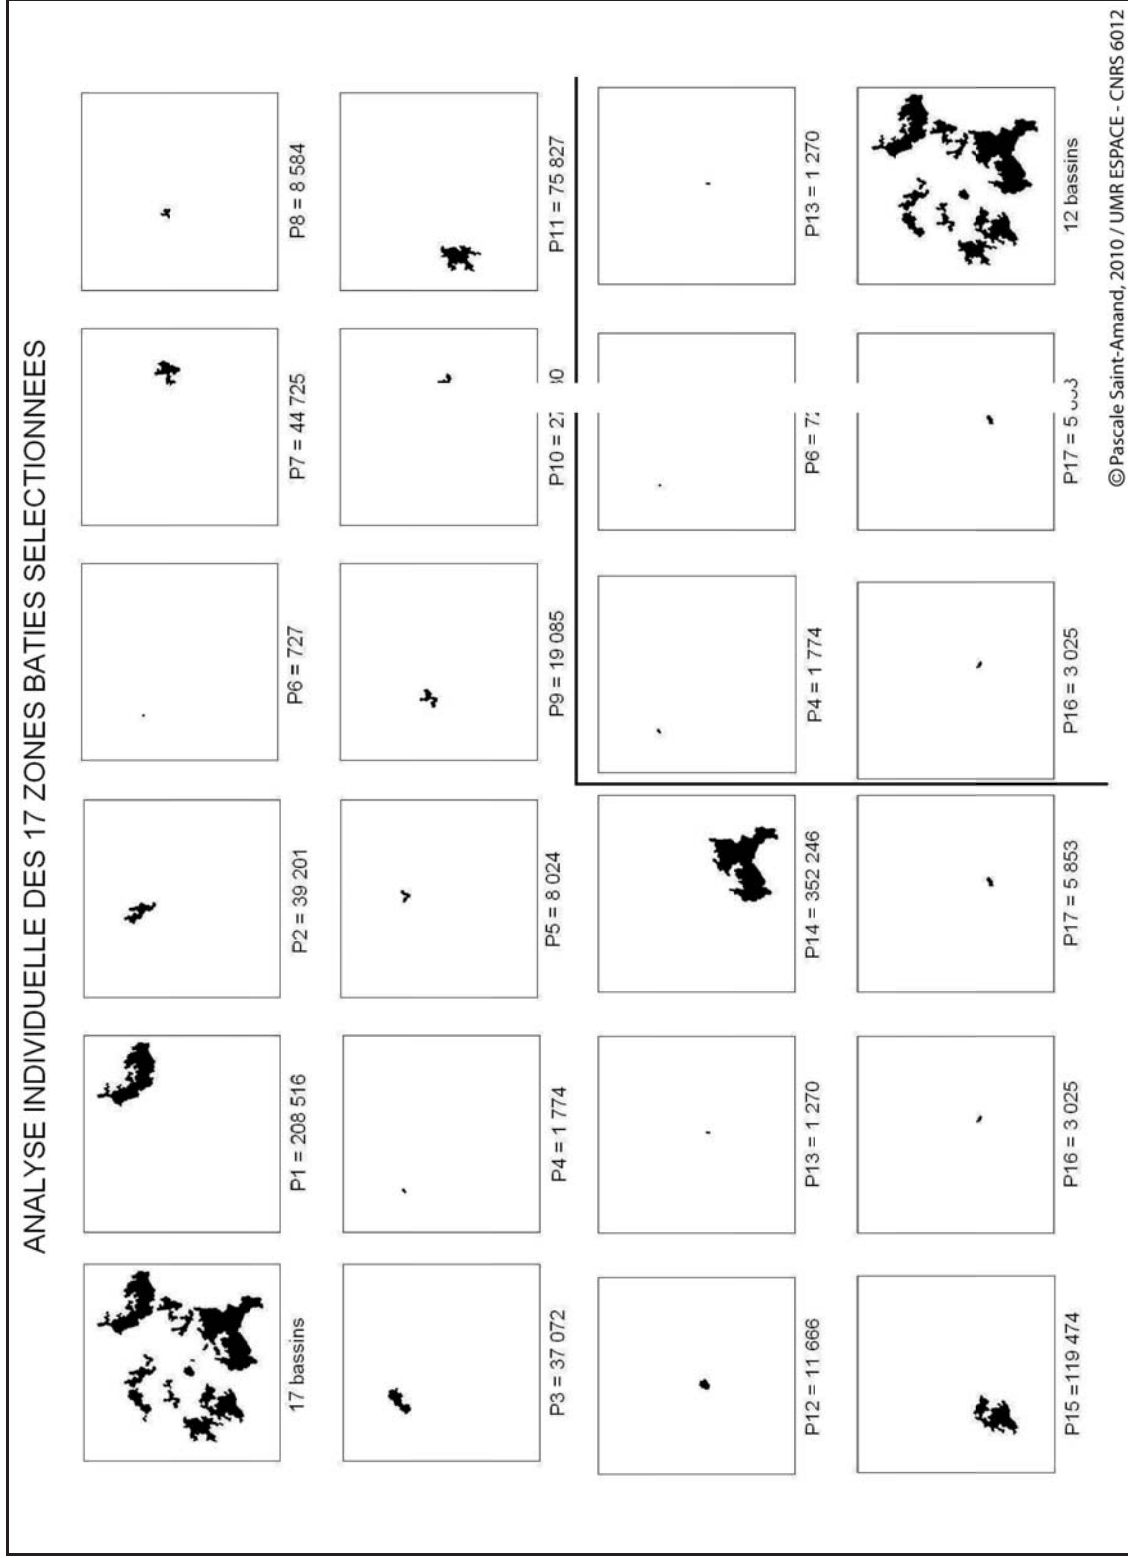 ANALYSE INDIVIDUELLE DES 17 ZONES BATIES SELECTIONNEES
17 bassins
P1 = 208 516
P2 = 39 201
P6 = 727
P7 = 44 725
P8 = 8 584
P3 = 37 072
P4 = 1 774
P5 = 8 024
P9 = 19 085
P10 =
P11 = 75 827
P12 = 11 666
P13 = 1 270
P14 = 352 246
P4 = 1 774
P6 =
P13 = 1 270
P15 =119 474
P16 = 3 025
P17 = 5 853
P16 = 3 025
P17 =
12 bassins
© Pascale Saint-Amand, 2010 / UMR ESPACE - CNRS 6012